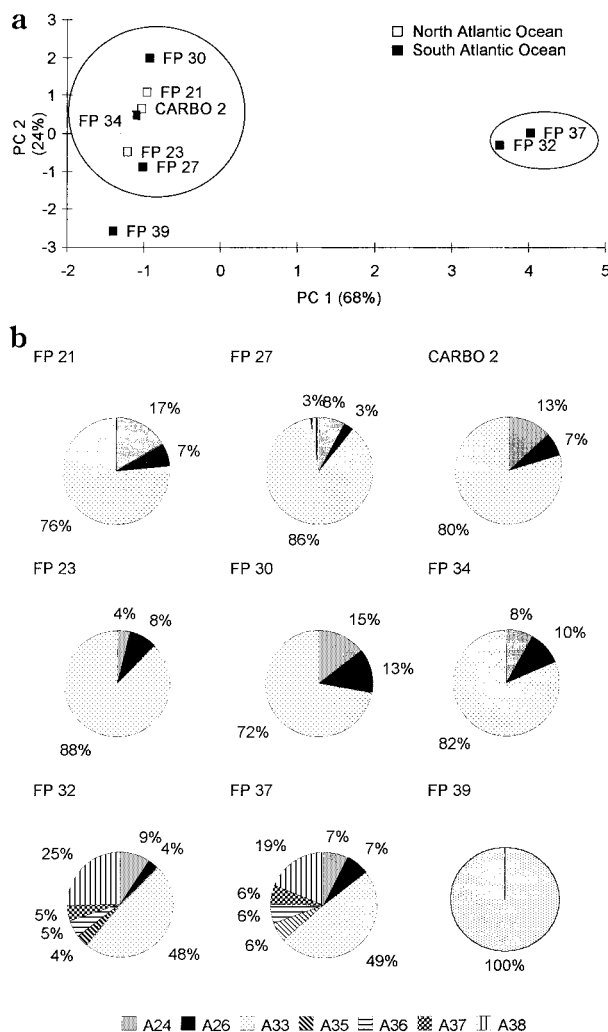 a
North Atlantic Ocean
South Atlantic Ocean
PC 2 (24%)
3
2
1
0
-1
-2
-3
FP 30
FP 21
CARBO 2
FP 34
FP 23
FP 27
FP 39
FP 37
FP 32
-2 -1 0 1 2 3 4 5
PC 1 (68%)
b
FP 21 FP 27 CARBO 2
17% 7% 76%
3% 8% 3% 86%
13% 7% 80%
FP 23 FP 30 FP 34
4% 8% 88%
15% 13% 72%
8% 10% 82%
FP 32 FP 37 FP 39
25% 9% 4% 5% 5% 4% 48%
19% 7% 7% 6% 6% 6% 49%
100%
A24 A26 A33 A35 A36 A37 A38